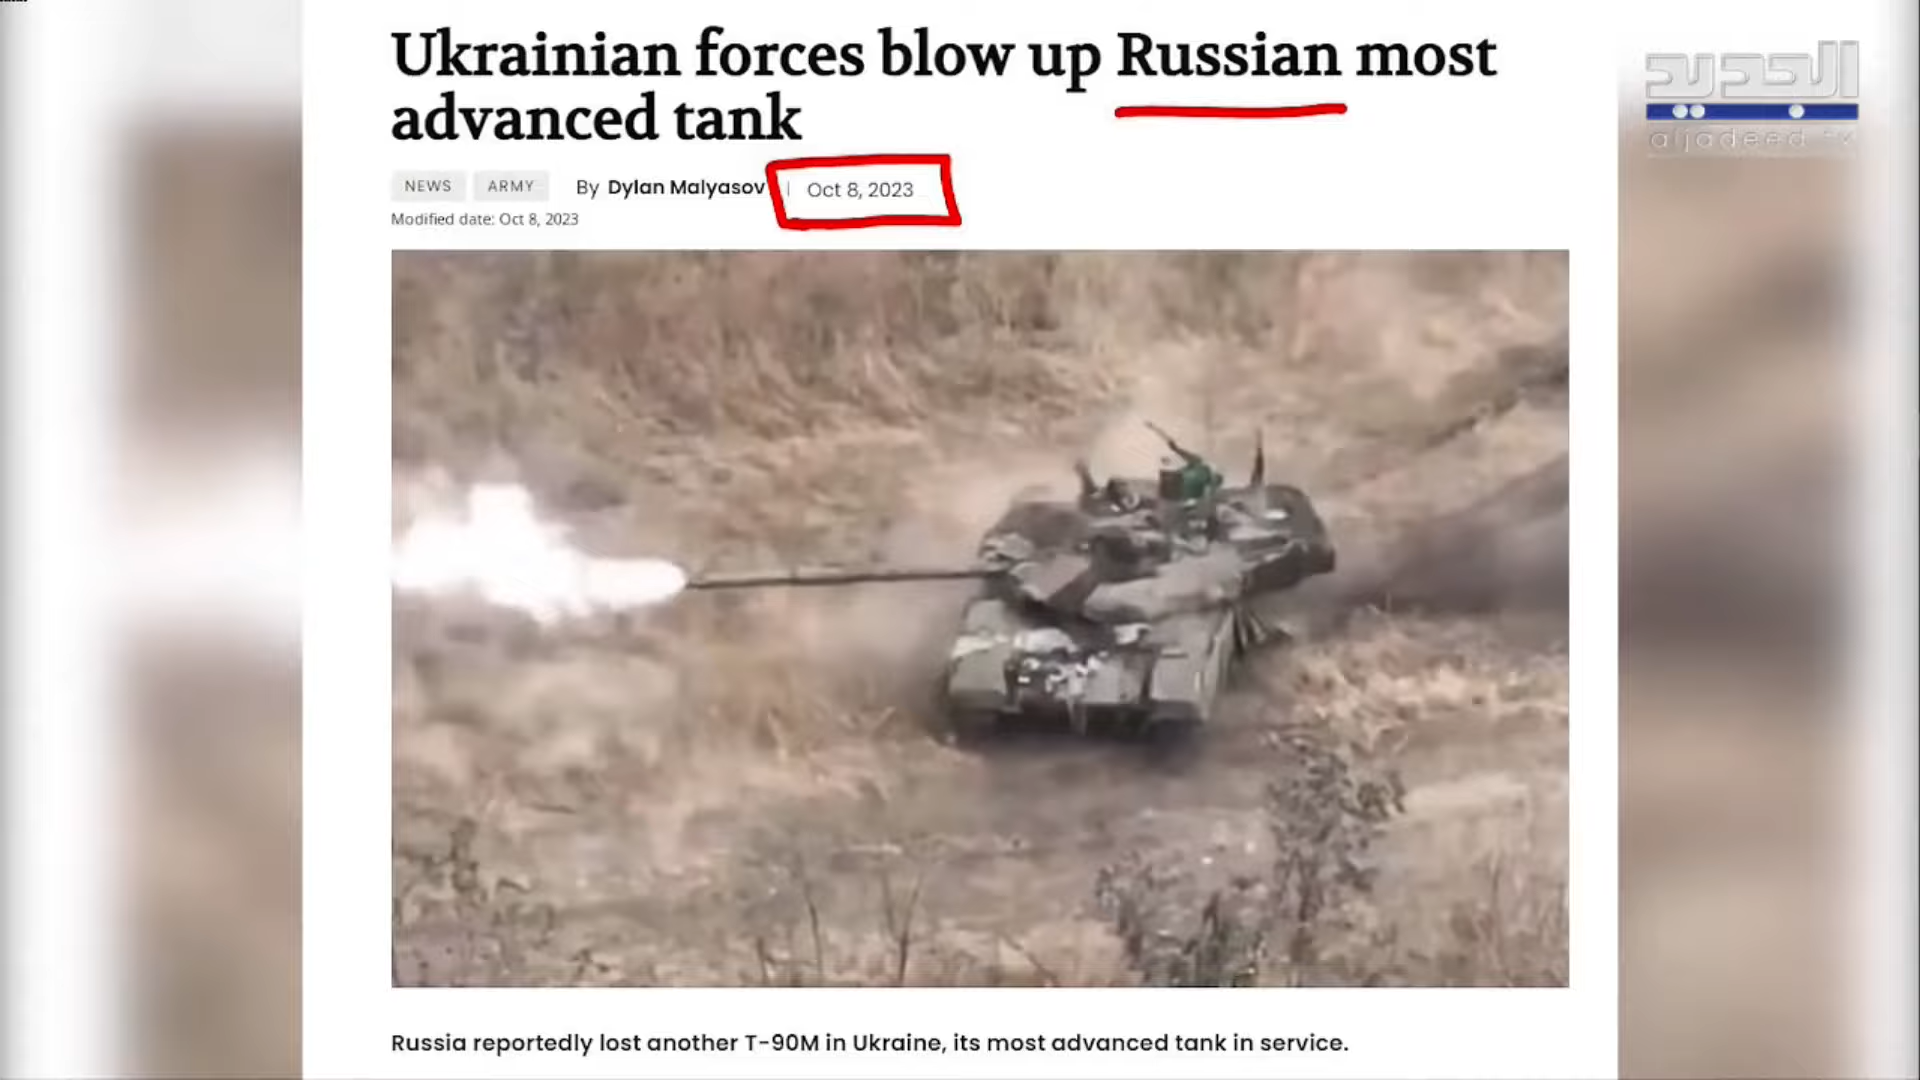 Ukrainian forces blow up Russian most
advanced tank
الجديد
aljadeed tv
NEWS ARMY By Dylan Malyasov Oct 8, 2023
Modified date: Oct 8, 2023
Russia reportedly lost another T-90M in Ukraine, its most advanced tank in service.